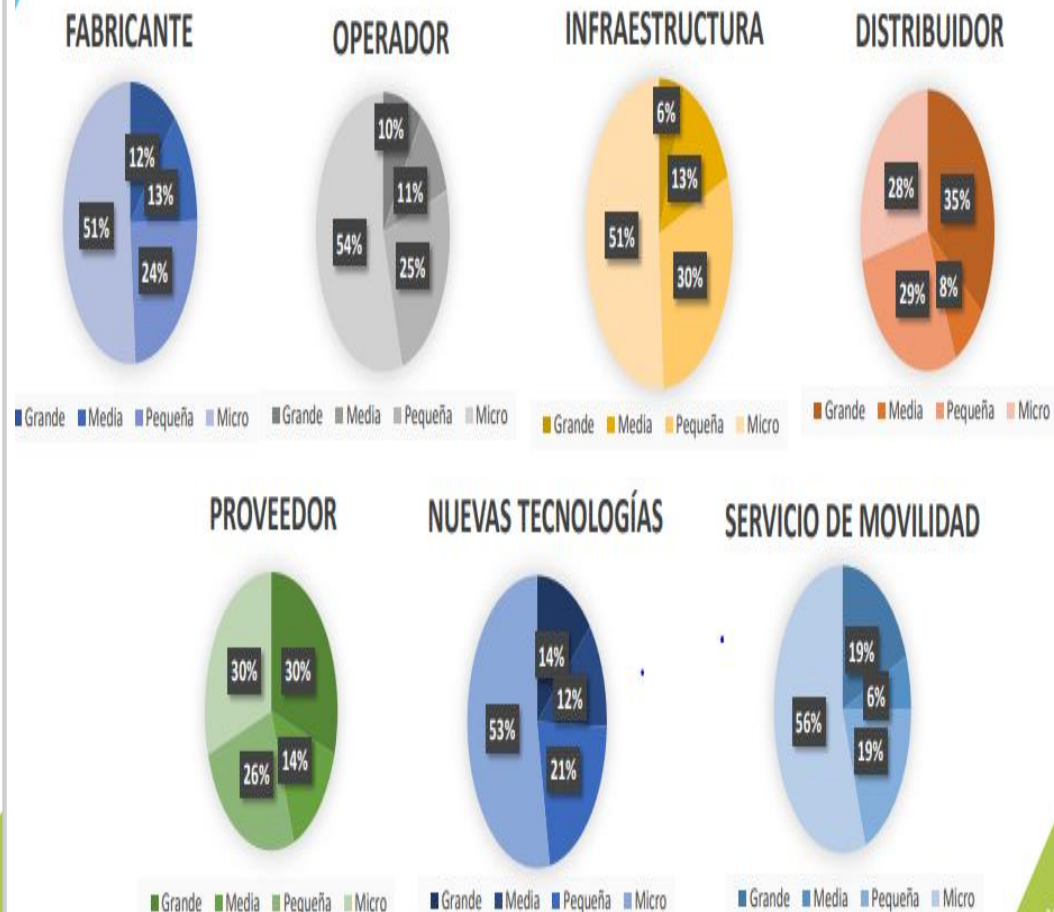 FABRICANTE
12%
13%
51%
24%
Grande Media Pequeña Micro
OPERADOR
10%
11%
54%
25%
Grande Media Pequeña Micro
INFRAESTRUCTURA
6%
13%
51%
30%
Grande Media Pequeña Micro
DISTRIBUIDOR
28%
35%
29%
8%
Grande Media Pequeña Micro
PROVEEDOR
30%
30%
26%
14%
Grande Media Pequeña Micro
NUEVAS TECNOLOGÍAS
14%
12%
53%
21%
Grande Media Pequeña Micro
SERVICIO DE MOVILIDAD
19%
6%
56%
19%
Grande Media Pequeña Micro